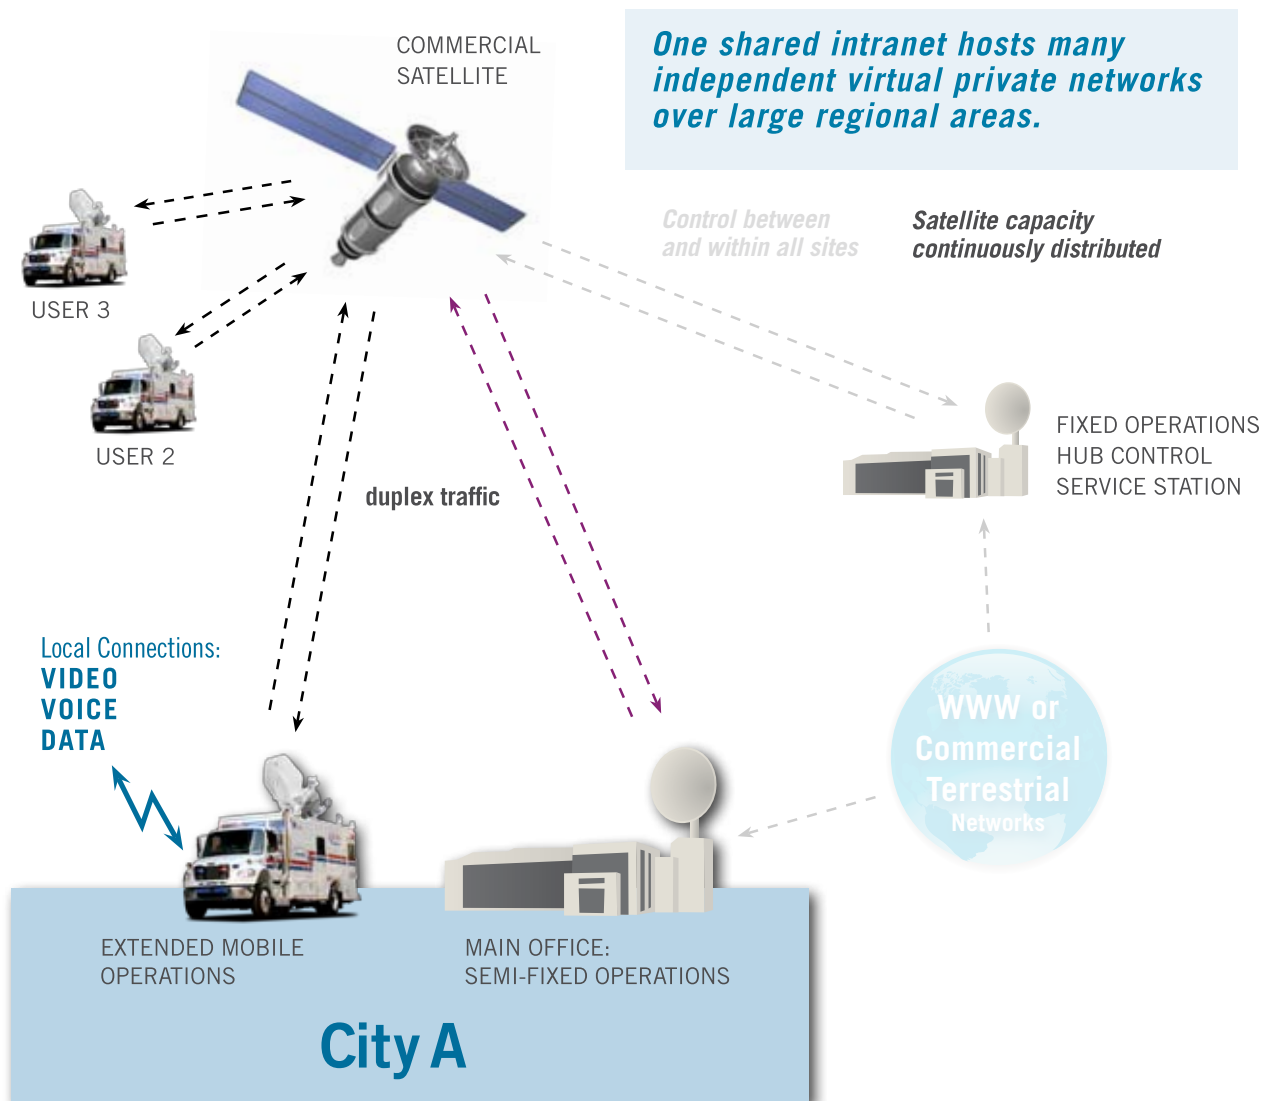 COMMERCIAL
SATELLITE
One shared intranet hosts many
independent virtual private networks
over large regional areas.
Control between
and within all sites
Satellite capacity
continuously distributed
USER 3
USER 2
FIXED OPERATIONS
HUB CONTROL
SERVICE STATION
duplex traffic
Local Connections:
VIDEO
VOICE
DATA
WWW or
Commercial
Terrestrial
Networks
EXTENDED MOBILE
OPERATIONS
MAIN OFFICE:
SEMI-FIXED OPERATIONS
City A